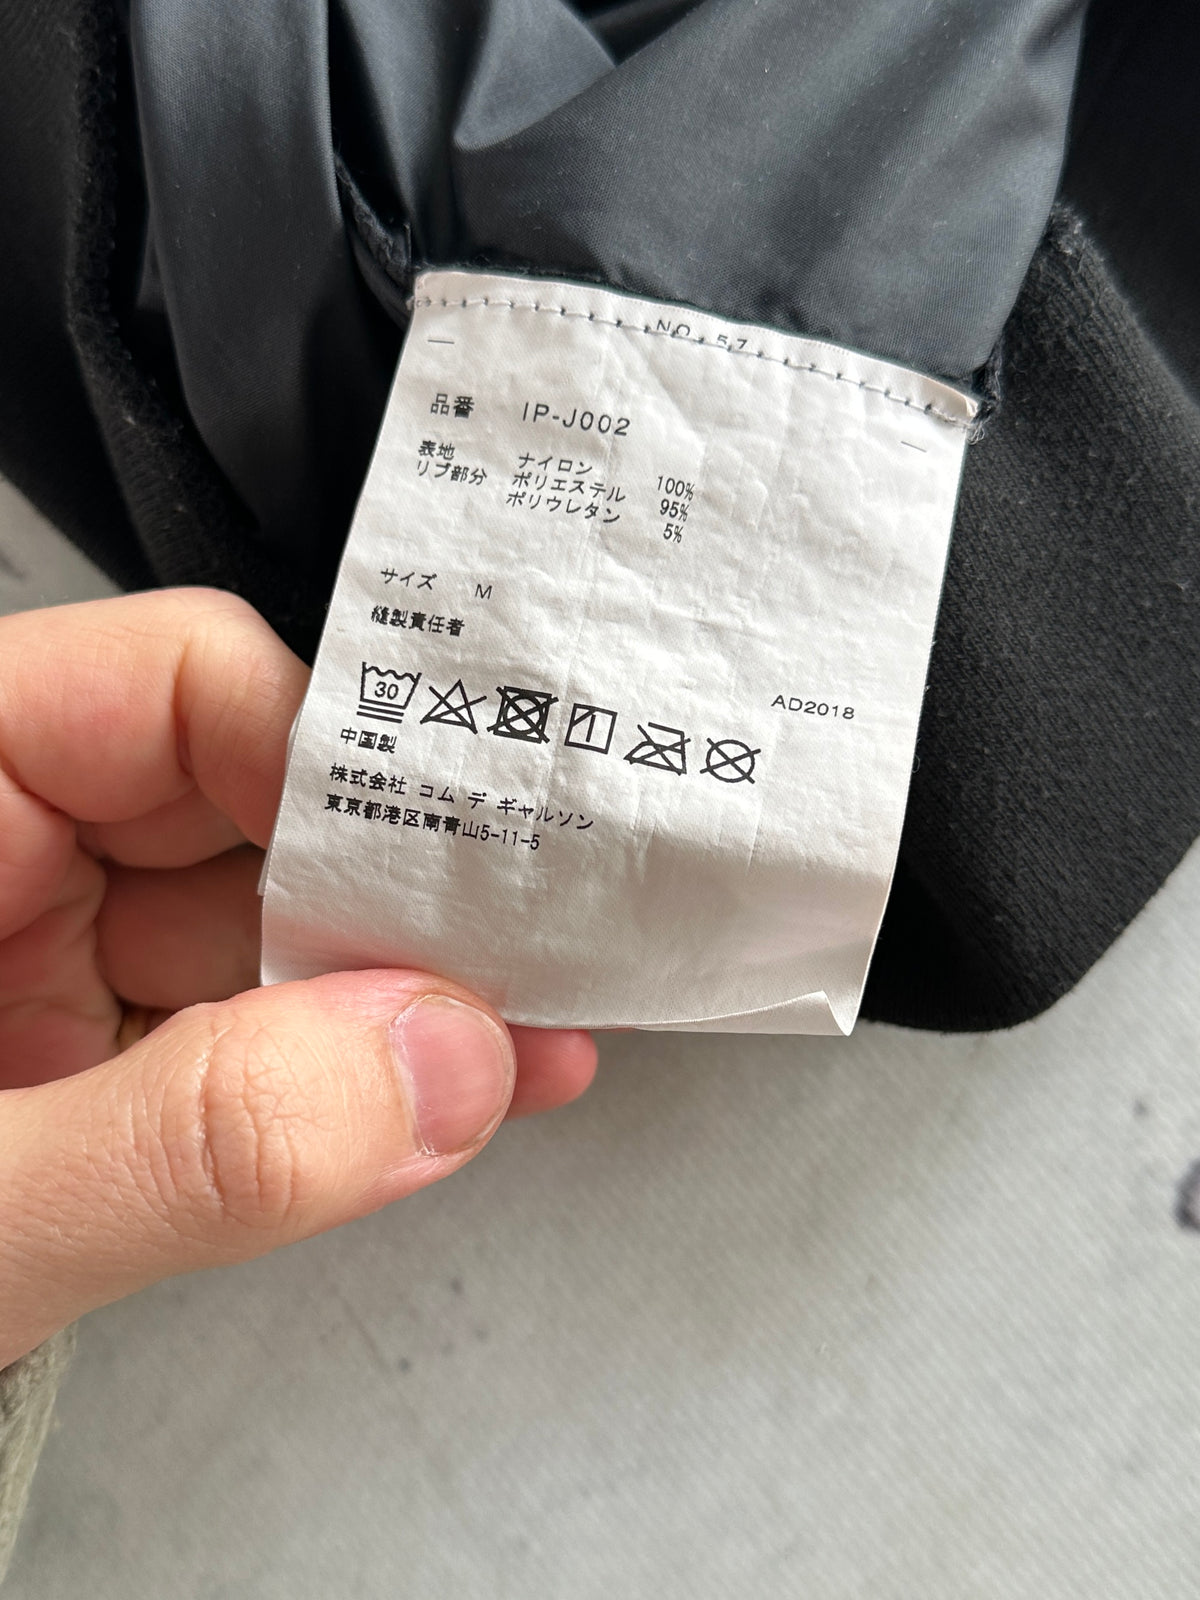 NO. 57
品番 IP-J002
表地 ナイロン 100%
リブ部分 ポリエステル 95%
ポリウレタン 5%
サイズ M
縫製責任者
30
AD2018
中国製
株式会社 コム デ ギャルソン
東京都港区南青山5-11-5